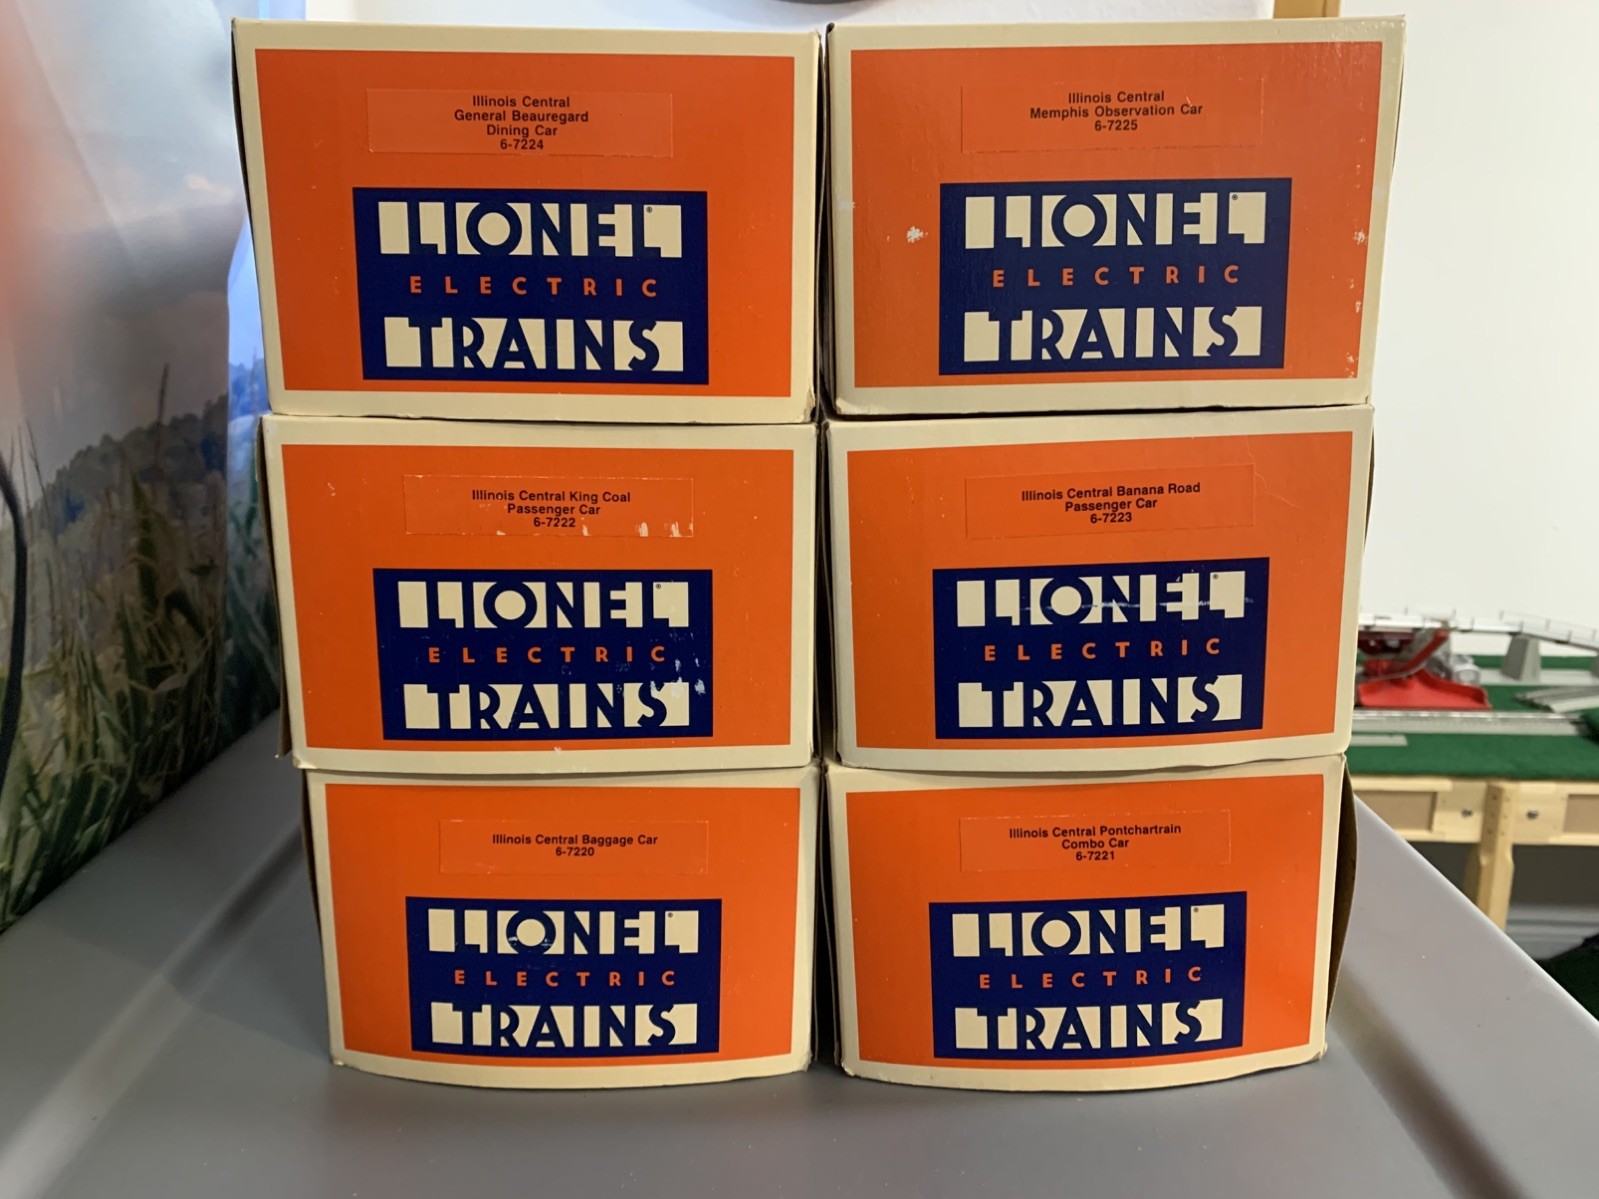 Illinois Central
General Beauregard
Dining Car
6-7224
LIONEL®
ELECTRIC
TRAINS
Illinois Central
Memphis Observation Car
6-7225
LIONEL®
ELECTRIC
TRAINS
Illinois Central King Coal
Passenger Car
6-7222
LIONEL®
ELECTRIC
TRAINS
Illinois Central Banana Road
Passenger Car
6-7223
LIONEL®
ELECTRIC
TRAINS
Illinois Central Baggage Car
6-7220
LIONEL®
ELECTRIC
TRAINS
Illinois Central Pontchartrain
Combo Car
6-7221
LIONEL®
ELECTRIC
TRAINS